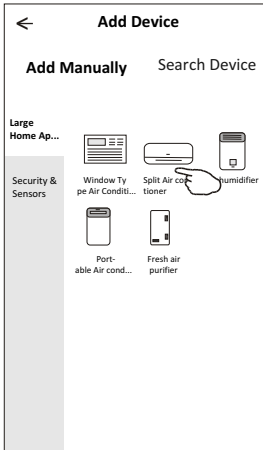 Add Device
Add Manually
Search Device
Large
Home Ap...
Security &
Sensors
Window Ty
pe Air Conditi...
Split Air con
tioner
humidifier
Port-
able Air cond...
Fresh air
purifier